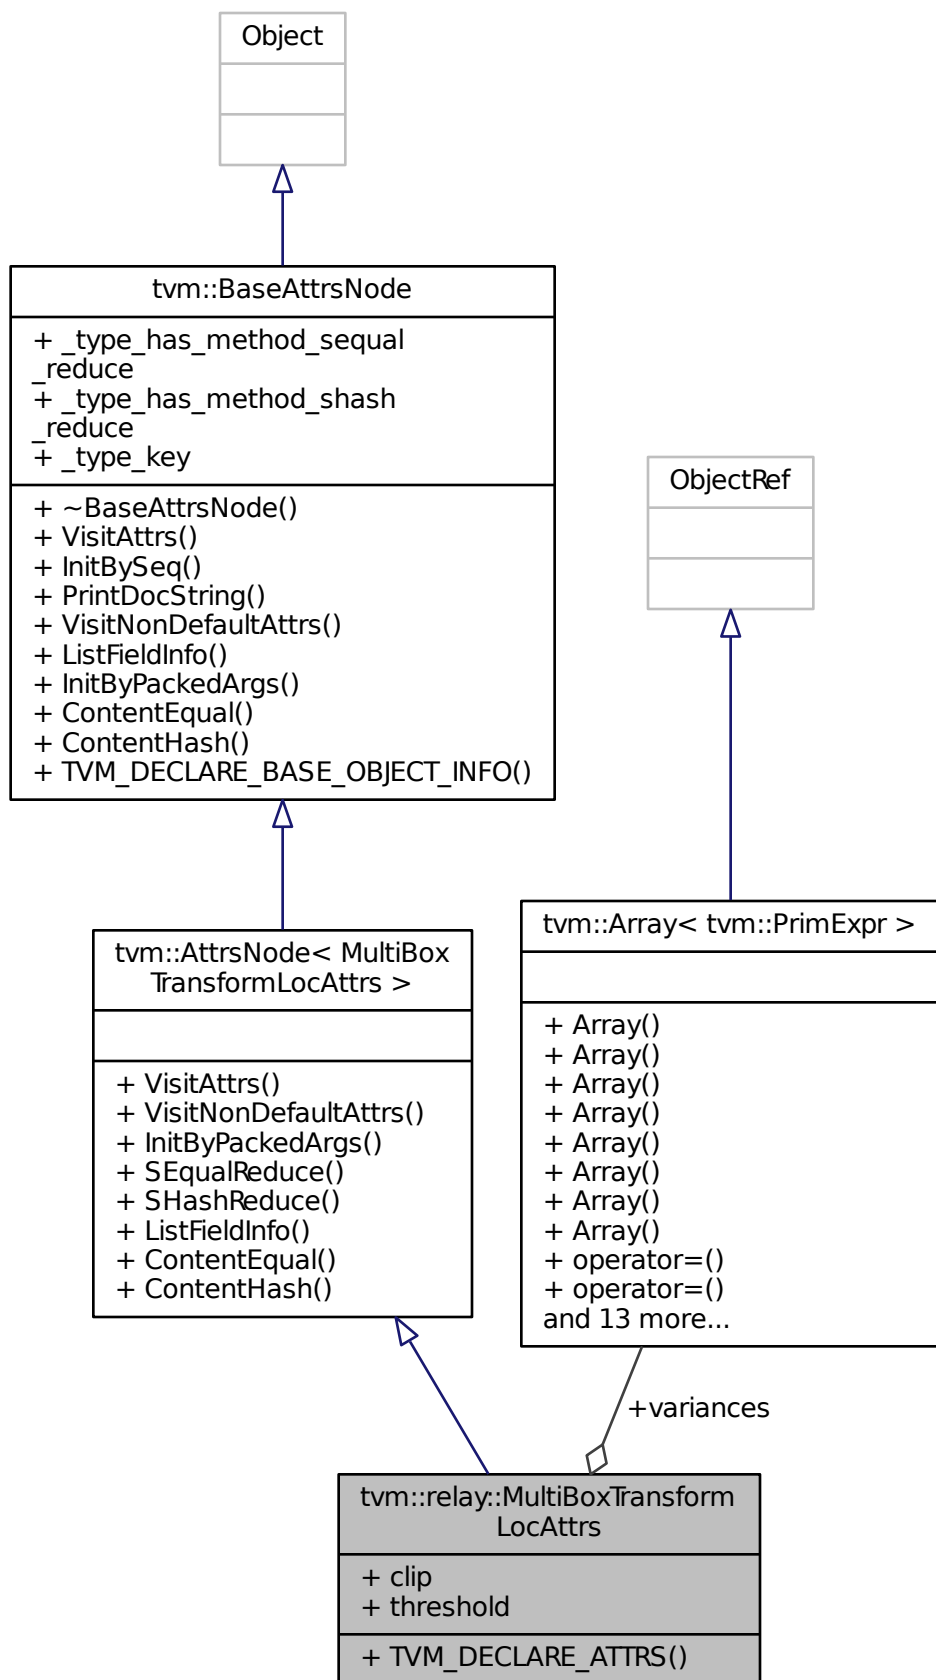 Object
tvm::BaseAttrsNode
+ _type_has_method_sequal
_reduce
+ _type_has_method_shash
_reduce
+ _type_key
+ ~BaseAttrsNode()
+ VisitAttrs()
+ InitBySeq()
+ PrintDocString()
+ VisitNonDefaultAttrs()
+ ListFieldInfo()
+ InitByPackedArgs()
+ ContentEqual()
+ ContentHash()
+ TVM_DECLARE_BASE_OBJECT_INFO()
ObjectRef
tvm::AttrsNode< MultiBox
TransformLocAttrs >
+ VisitAttrs()
+ VisitNonDefaultAttrs()
+ InitByPackedArgs()
+ SEqualReduce()
+ SHashReduce()
+ ListFieldInfo()
+ ContentEqual()
+ ContentHash()
tvm::Array< tvm::PrimExpr >
+ Array()
+ Array()
+ Array()
+ Array()
+ Array()
+ Array()
+ Array()
+ Array()
+ operator=()
+ operator=()
and 13 more...
+variances
tvm::relay::MultiBoxTransform
LocAttrs
+ clip
+ threshold
+ TVM_DECLARE_ATTRS()